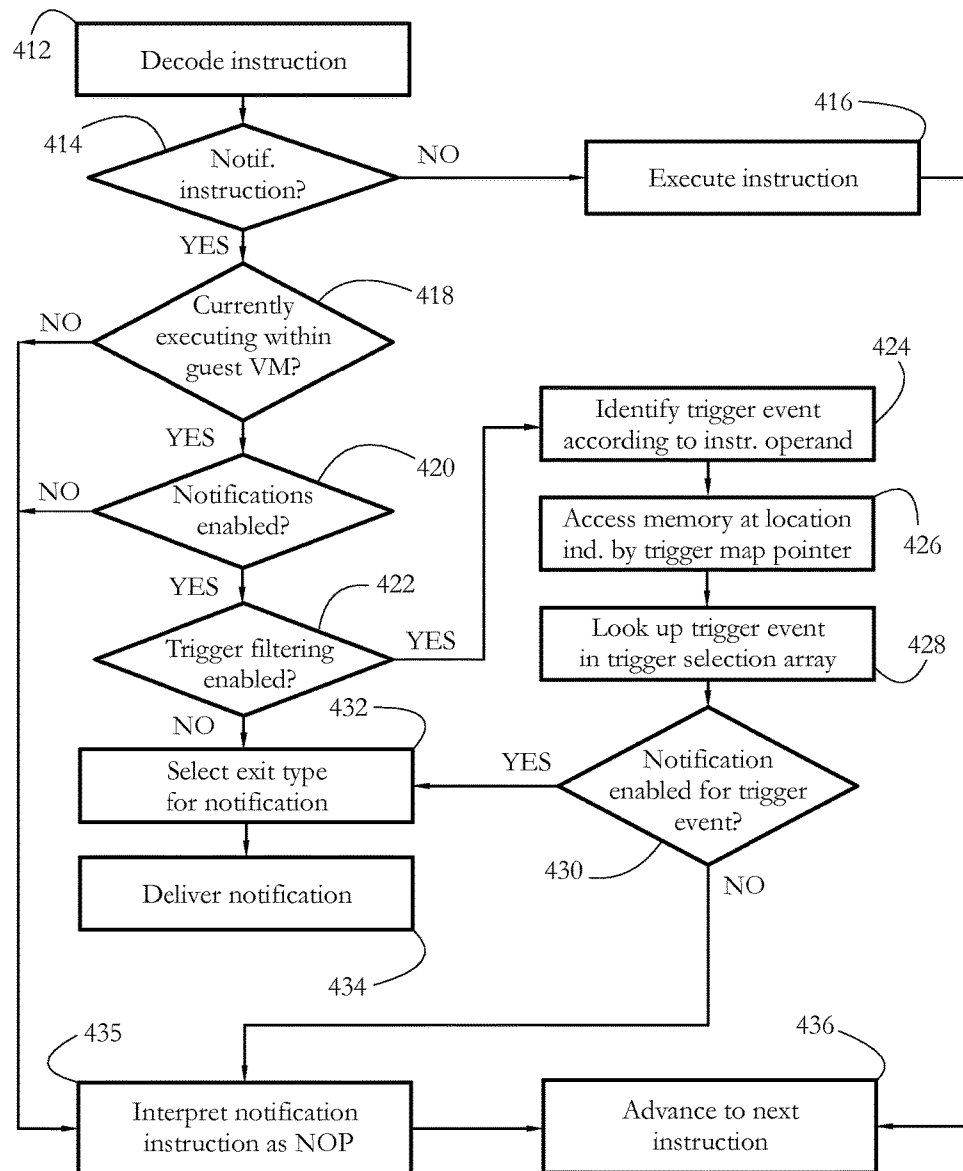 412
Decode instruction
414
Notif.
instruction?
NO
416
Execute instruction
YES
418
Currently
executing within
guest VM?
NO
YES
420
Notifications
enabled?
NO
YES
422
Trigger filtering
enabled?
YES
NO
424
Identify trigger event
according to instr. operand
Access memory at location
ind. by trigger map pointer
426
Look up trigger event
in trigger selection array
428
Notification
enabled for trigger
event?
430
YES
NO
432
Select exit type
for notification
Deliver notification
434
435
Interpret notification
instruction as NOP
436
Advance to next
instruction